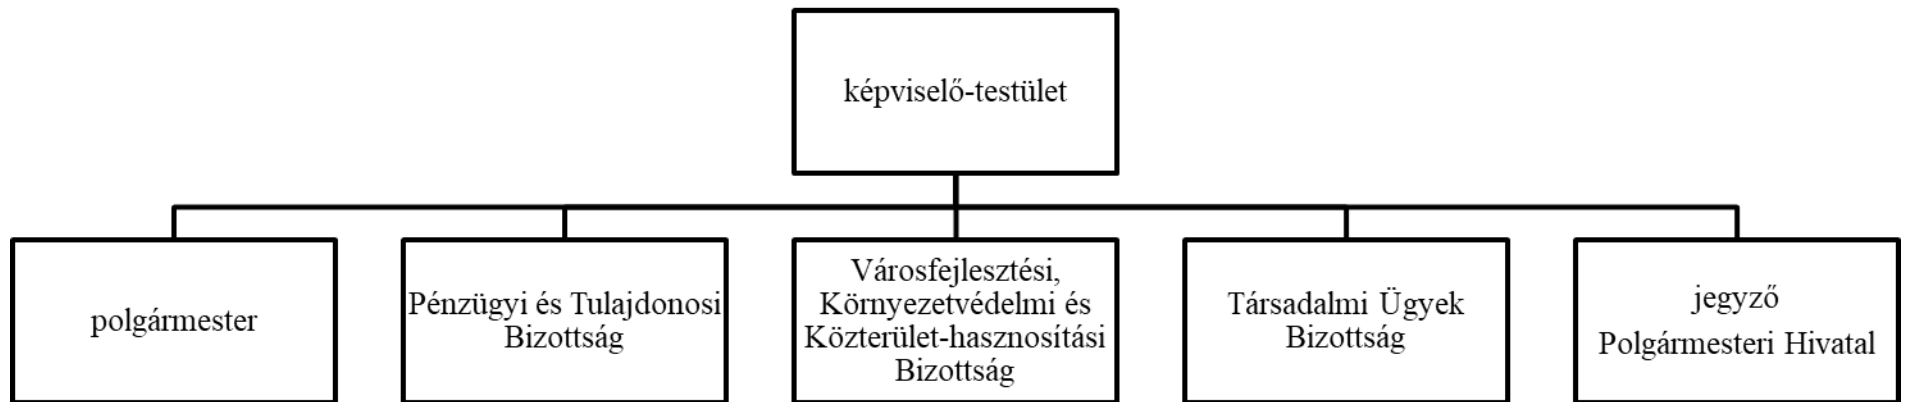 képviselő-testület
polgármester
Pénzügyi és Tulajdonosi
Bizottság
Városfejlesztési,
Környezetvédelmi és
Közterület-hasznosítási
Bizottság
Társadalmi Ügyek
Bizottság
jegyző
Polgármesteri Hivatal